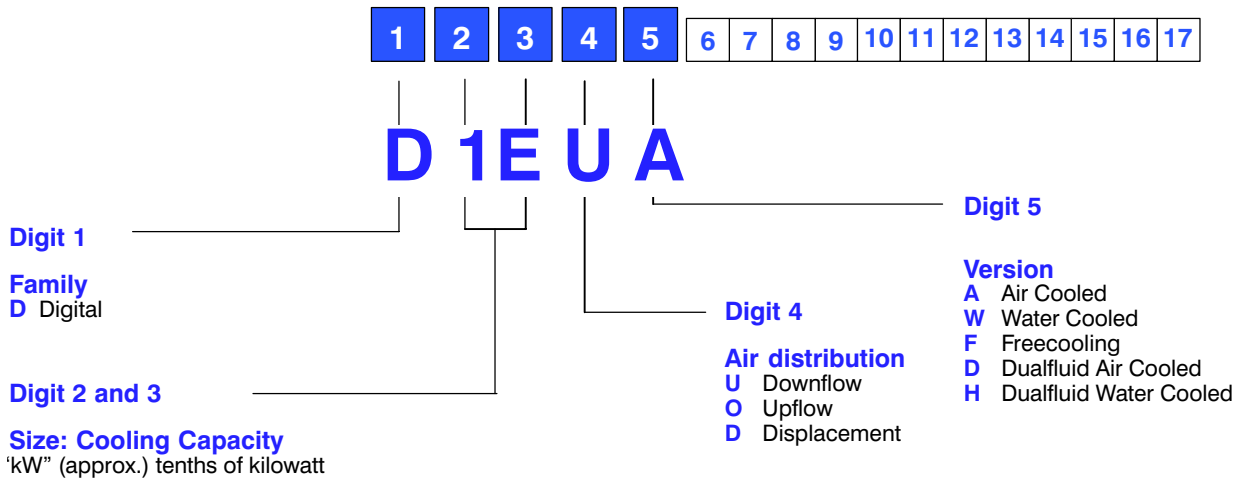 1 2 3 4 5 6 7 8 9 10 11 12 13 14 15 16 17
D 1 E U A
Digit 1
Family
D Digital
Digit 2 and 3
Size: Cooling Capacity
‘kW” (approx.) tenths of kilowatt
Digit 4
Air distribution
U Downflow
O Upflow
D Displacement
Digit 5
Version
A Air Cooled
W Water Cooled
F Freecooling
D Dualfluid Air Cooled
H Dualfluid Water Cooled